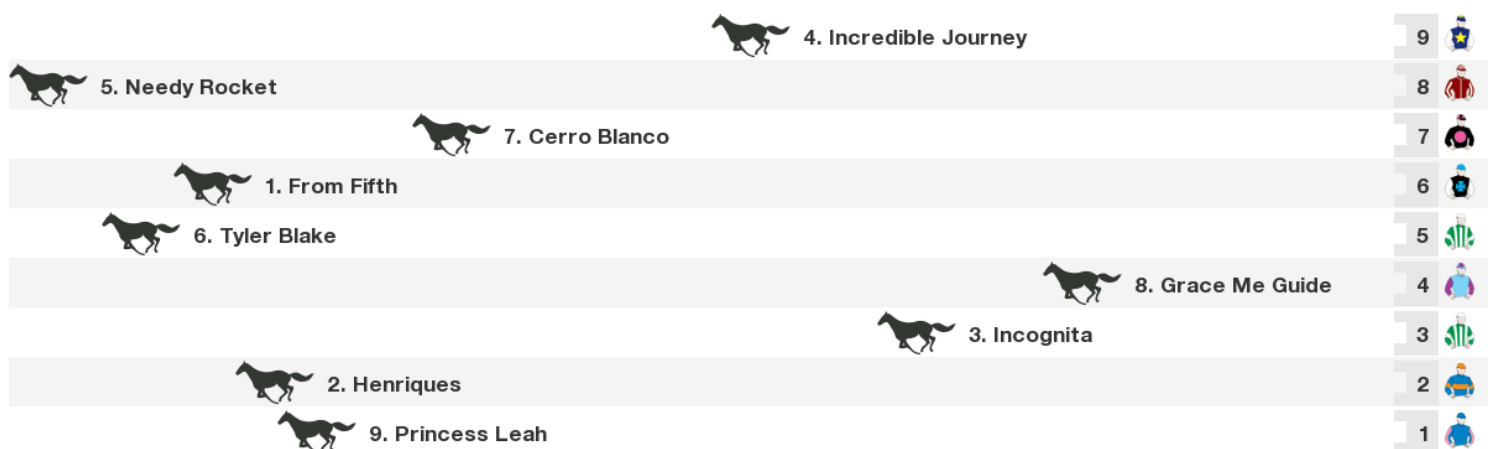 4. Incredible Journey 9
5. Needy Rocket 8
7. Cerro Blanco 7
1. From Fifth 6
6. Tyler Blake 5
8. Grace Me Guide 4
3. Incognita 3
2. Henriques 2
9. Princess Leah 1